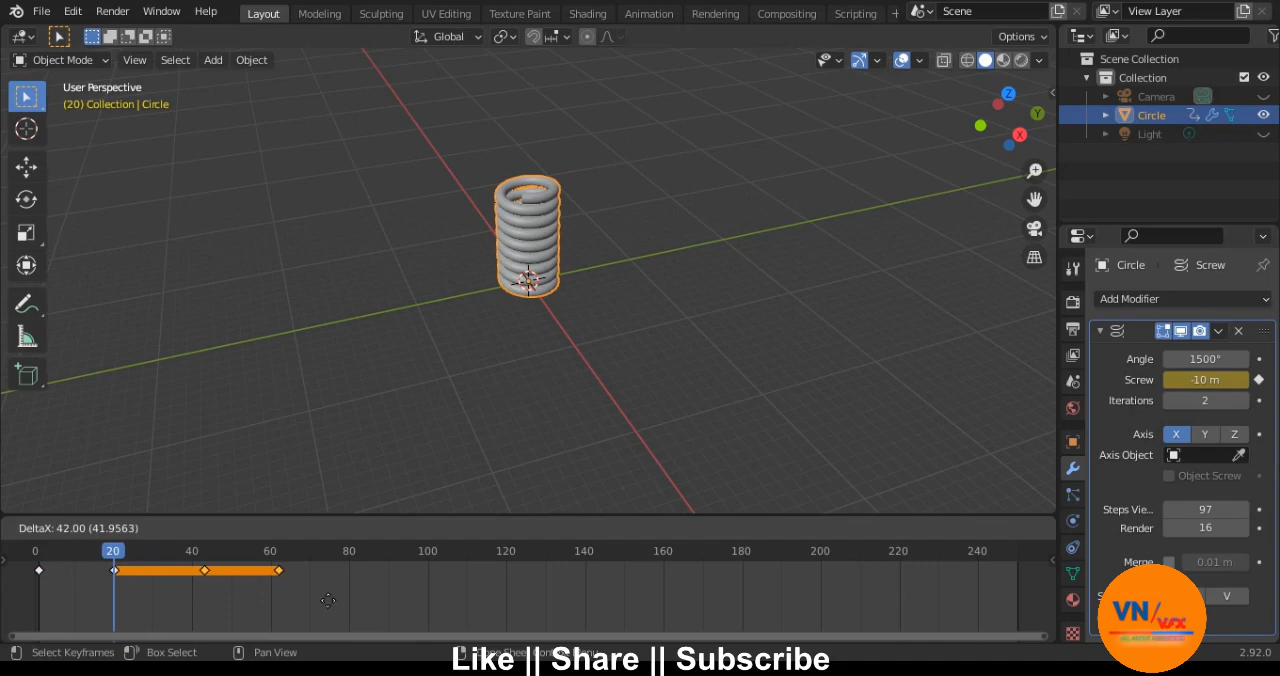 File Edit Render Window Help Layout Modeling Sculpting UV Editing Texture Paint Shading Animation Rendering Compositing Scripting + Scene View Layer
Global Options
Object Mode View Select Add Object
User Perspective
(20) Collection | Circle
Z
Y
X
Scene Collection
Collection
Camera
Circle
Light
Circle Screw
Add Modifier
Angle 1500°
Screw -10 m
Iterations 2
Axis X Y Z
Axis Object
Object Screw
Steps Vie... 97
Render 16
Merge 0.01 m
V
DeltaX: 42.00 (41.9563)
0 20 40 60 80 100 120 140 160 180 200 220 240
VN/VFX
Select Keyframes Box Select Pan View
2.92.0
Like || Share || Subscribe